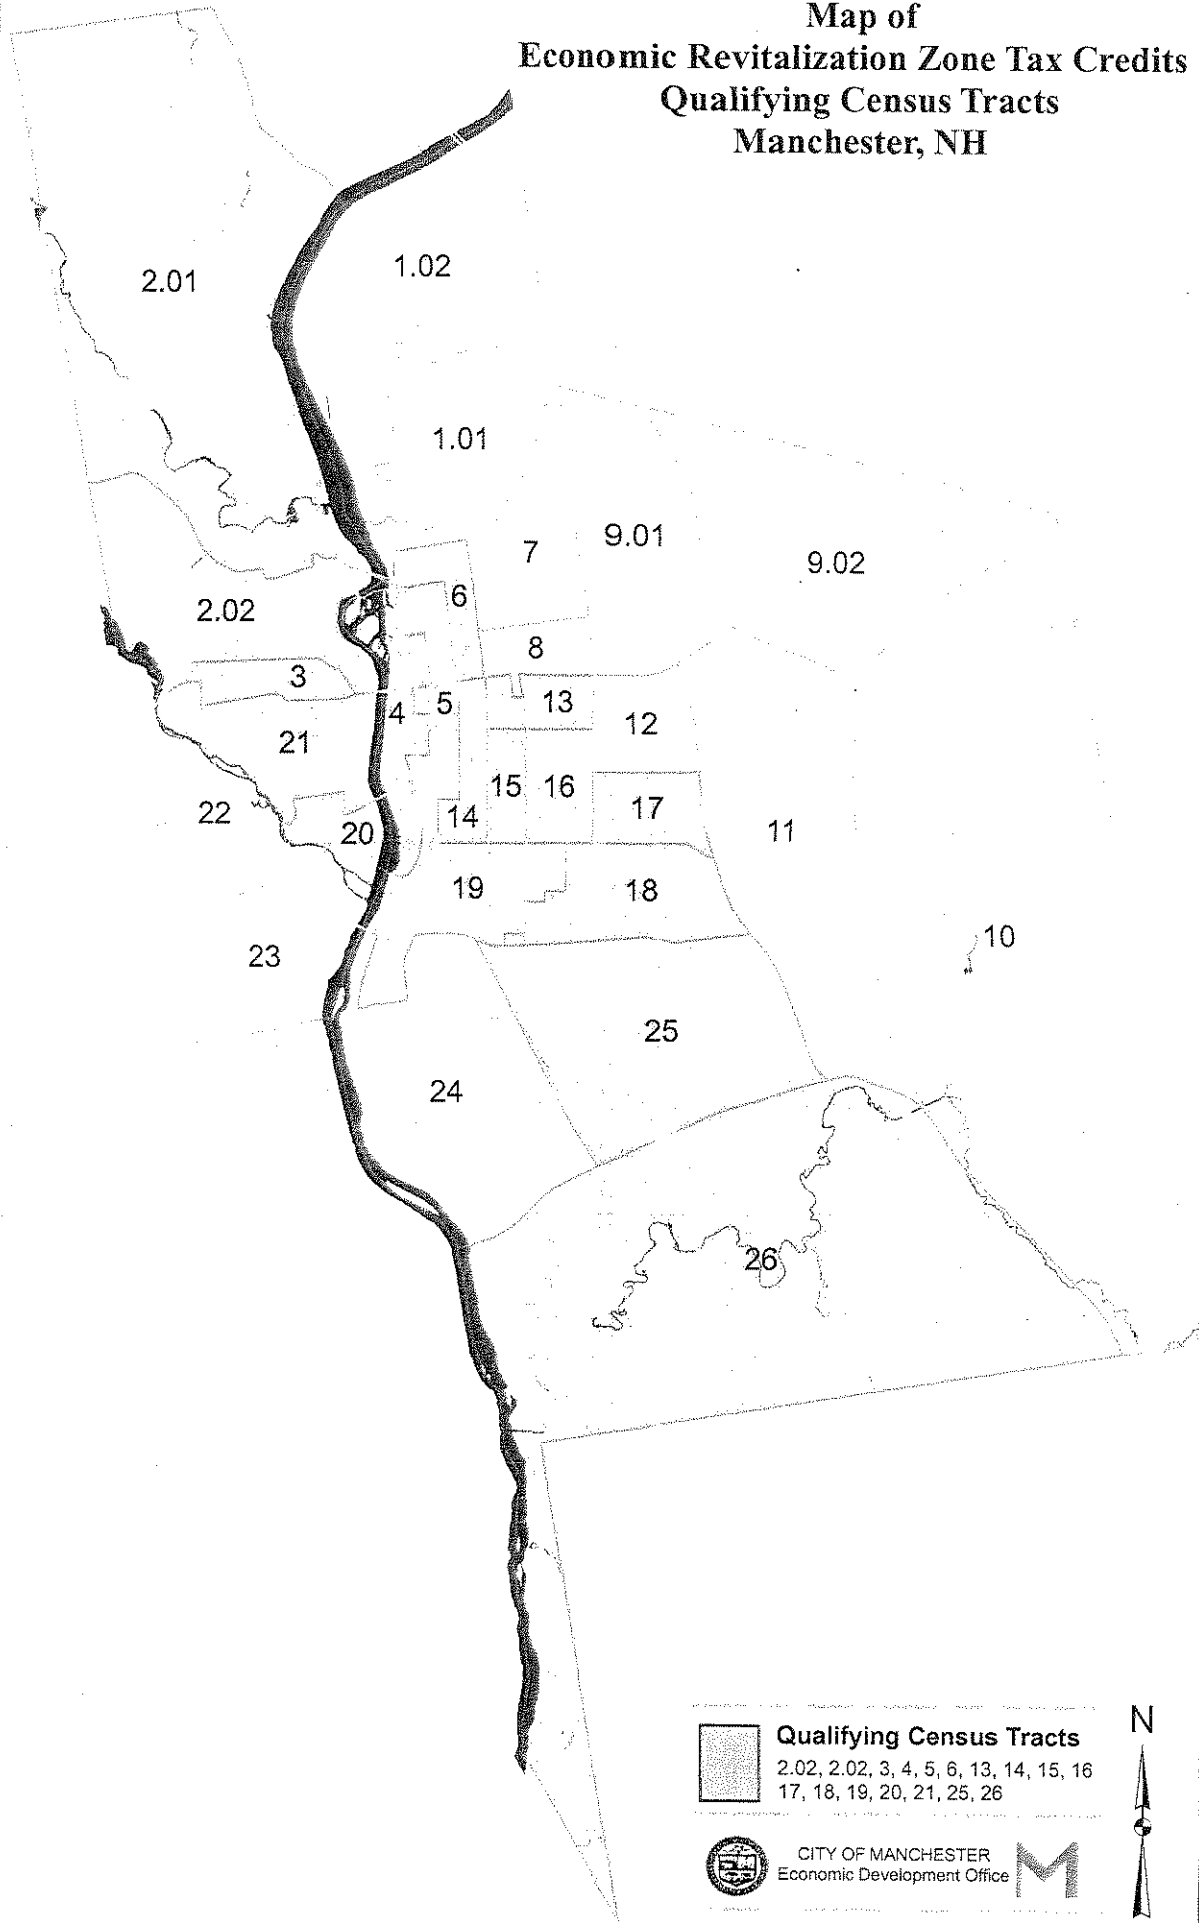 Map of
Economic Revitalization Zone Tax Credits
Qualifying Census Tracts
Manchester, NH
2.01
1.02
1.01
7
9.01
9.02
2.02
6
8
3
4
5
13
12
21
15
16
22
20
14
17
11
19
18
23
10
25
24
26
Qualifying Census Tracts
2.02, 2.02, 3, 4, 5, 6, 13, 14, 15, 16
17, 18, 19, 20, 21, 25, 26
N
CITY OF MANCHESTER
Economic Development Office
M